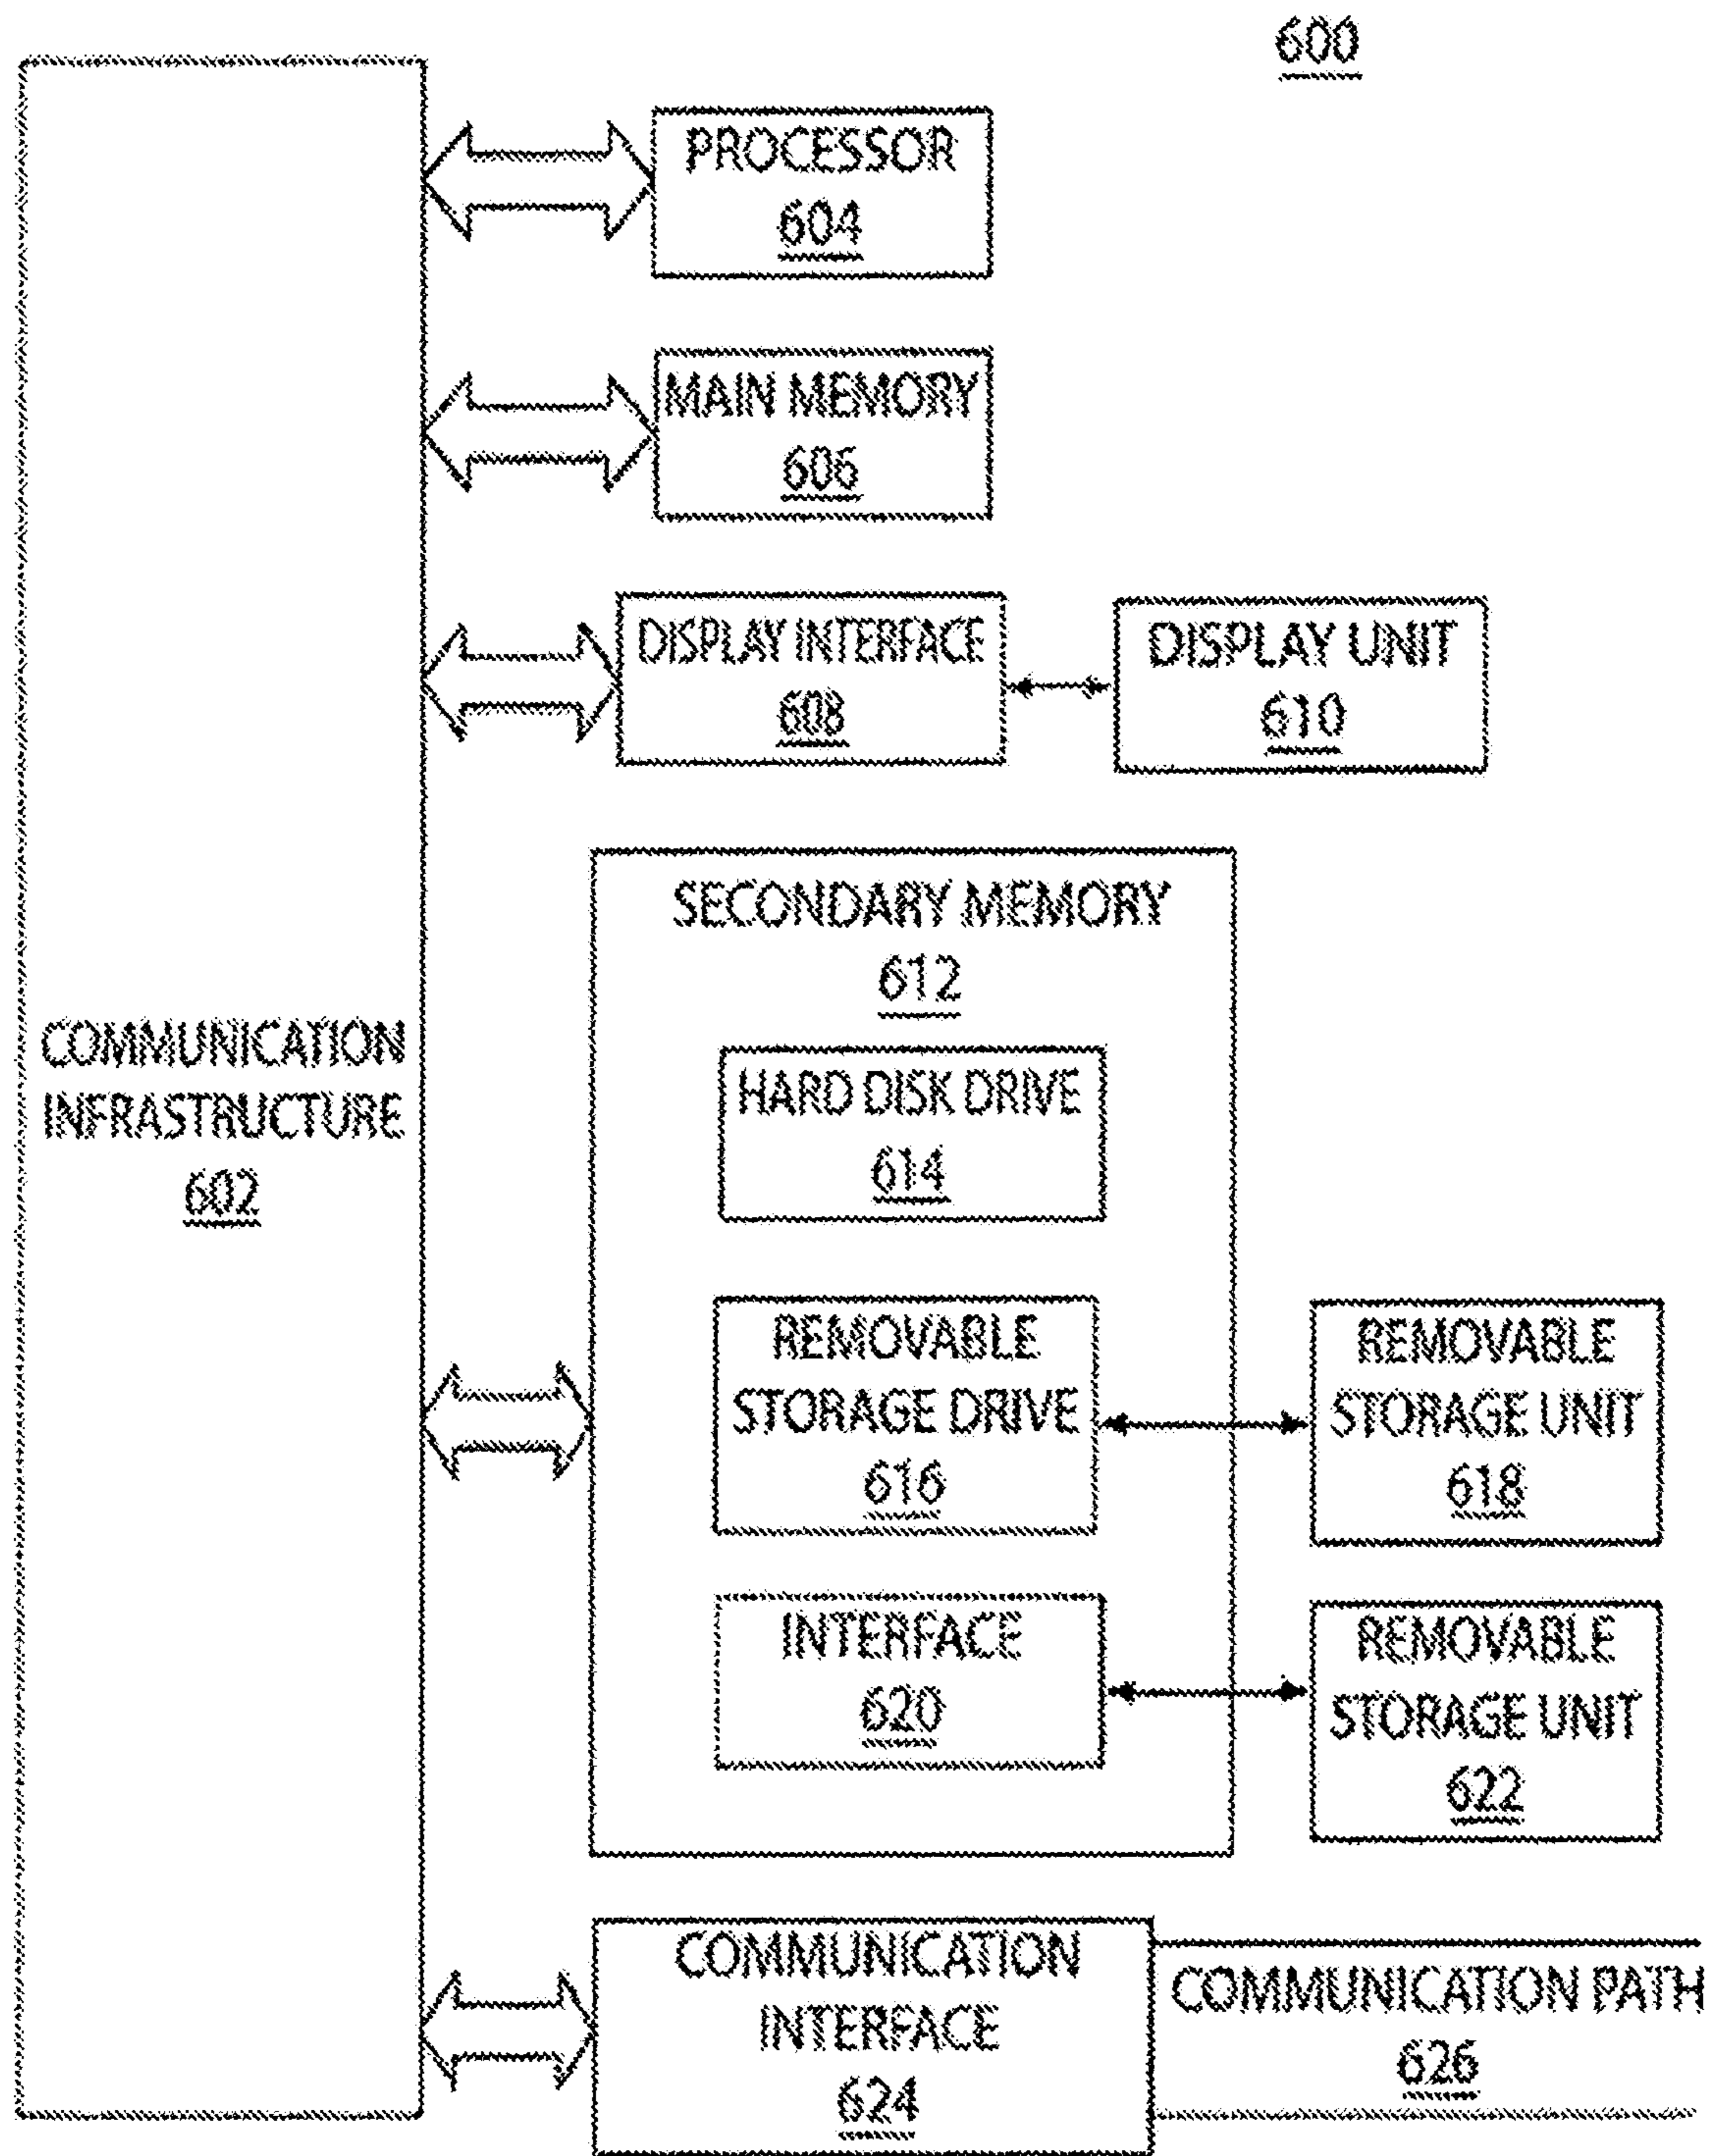 600
PROCESSOR
604
MAIN MEMORY
606
DISPLAY INTERFACE
608
DISPLAY UNIT
610
SECONDARY MEMORY
612
COMMUNICATION
INFRASTRUCTURE
602
HARD DISK DRIVE
614
REMOVABLE
STORAGE DRIVE
616
REMOVABLE
STORAGE UNIT
618
INTERFACE
620
REMOVABLE
STORAGE UNIT
622
COMMUNICATION
INTERFACE
624
COMMUNICATION PATH
626